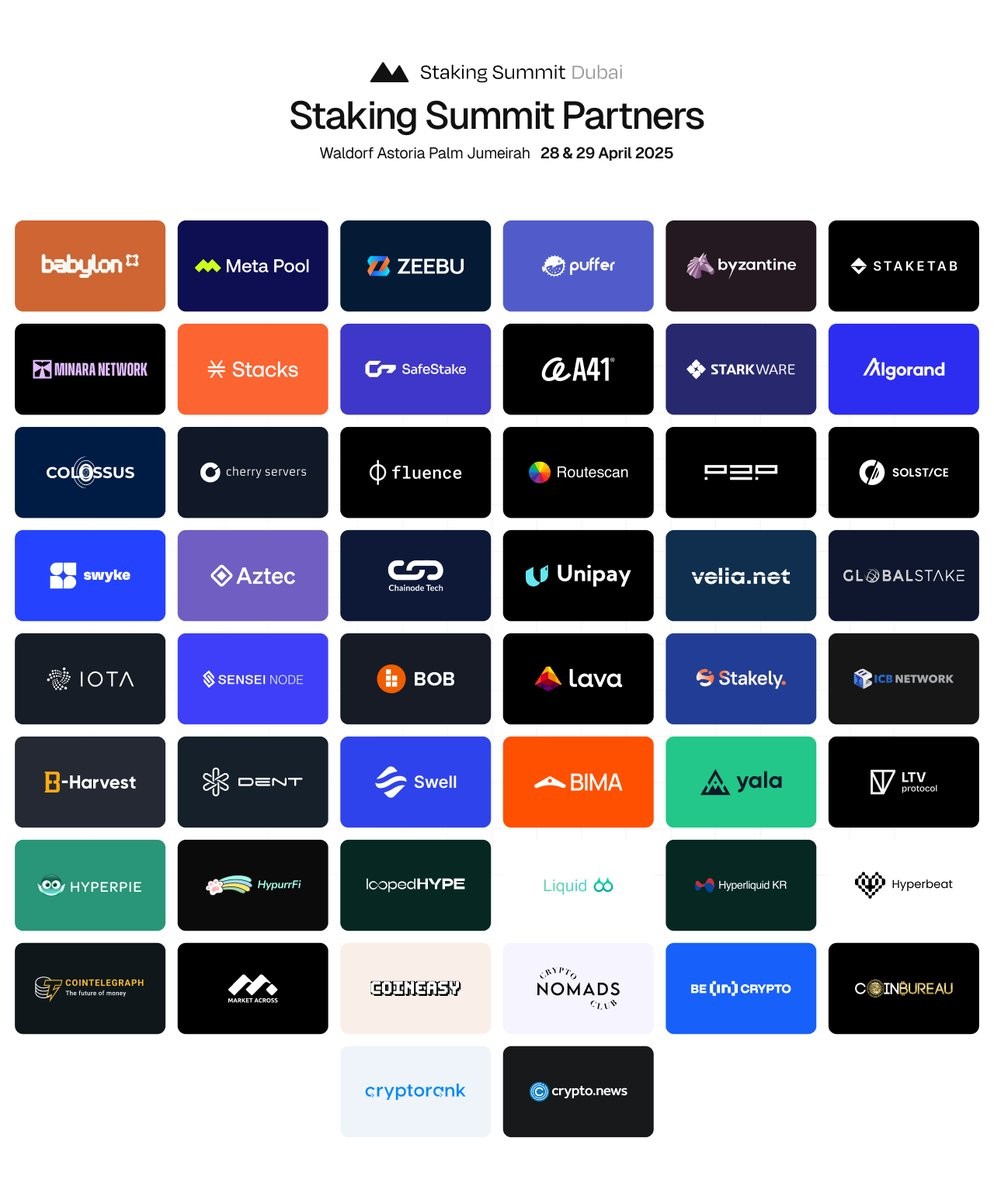 Staking Summit Dubai
Staking Summit Partners
Waldorf Astoria Palm Jumeirah 28 & 29 April 2025
babylon
Meta Pool
ZEEBU
puffer
byzantine
STAKETAB
MINARA NETWORK
Stacks
SafeStake
A41®
STARKWARE
Algorand
COLOSSUS
cherry servers
fluence
Routescan
P2P
SOLSTICE
swyke
Aztec
Chainode Tech
Unipay
velia.net
GLOBALSTAKE
IOTA
SENSEI NODE
BOB
lava
Stakely.
ICB NETWORK
B-Harvest
DENT
Swell
BIMA
yala
LTV
protocol
HYPERPIE
HypurrFi
loopedHYPE
Liquid
Hyperliquid KR
Hyperbeat
COINTELEGRAPH
The future of money
MARKET ACROSS
COINEASY
CRYPTO
NOMADS
CLUB
BE[IN]CRYPTO
COINBUREAU
cryptorank
crypto.news